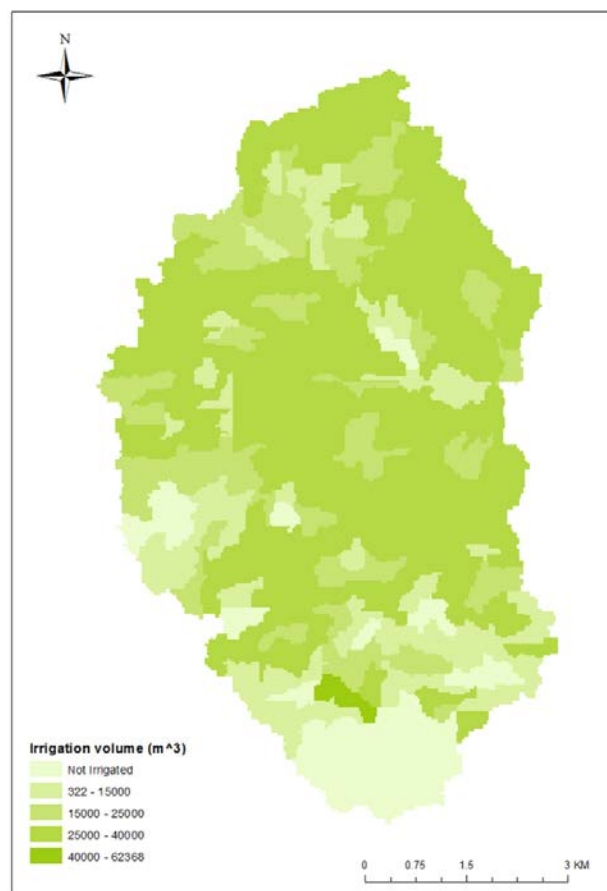 N
Irrigation volume (m^3)
Not Irrigated
322 - 15000
15000 - 25000
25000 - 40000
40000 - 62368
0 0.75 1.5 3 KM